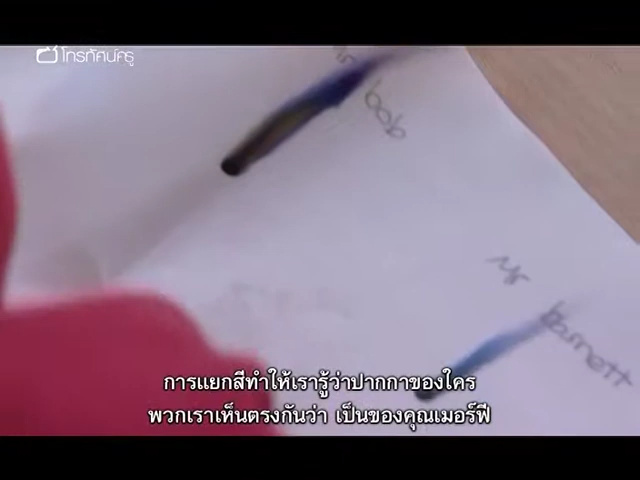 โทรทัศน์ครู
Mr bob
Mr
Barnett
การแยกสีทำให้เรารู้ว่าปากกาของใคร
พวกเราเห็นตรงกันว่า เป็นของคุณเมอร์ฟี